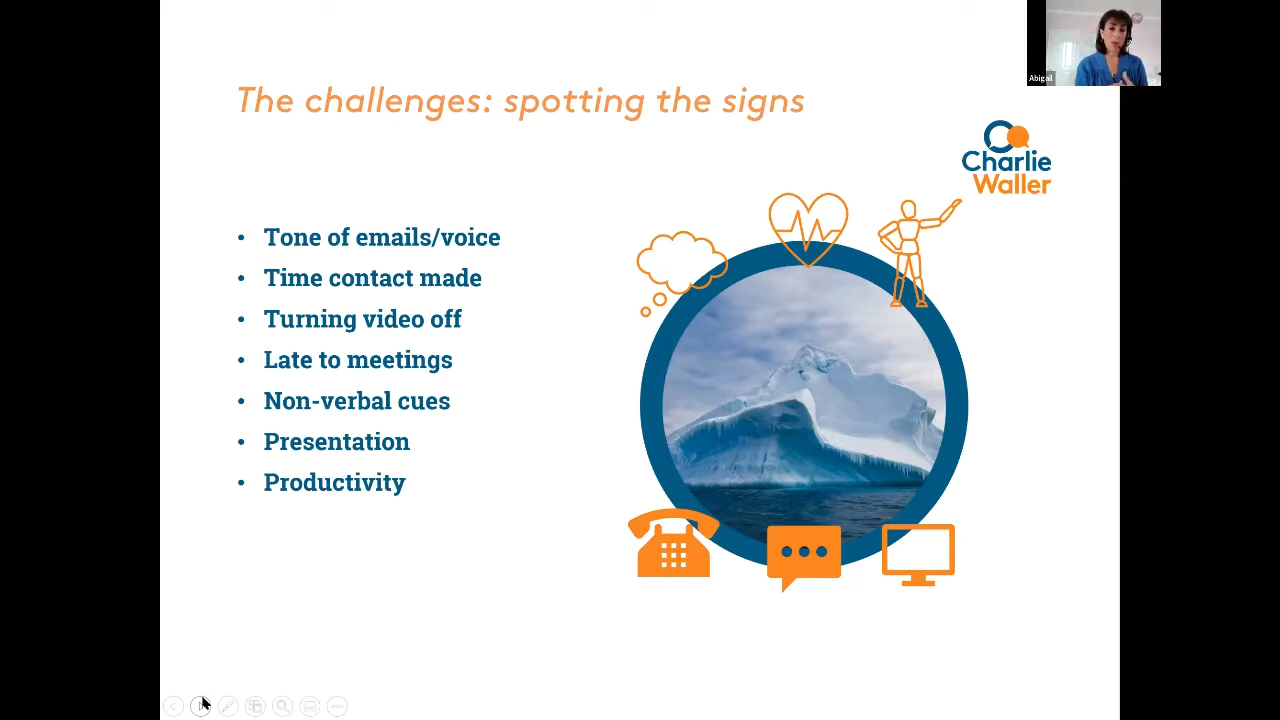 Abigail
The challenges: spotting the signs
Charlie
Waller
• Tone of emails/voice
• Time contact made
• Turning video off
• Late to meetings
• Non-verbal cues
• Presentation
• Productivity